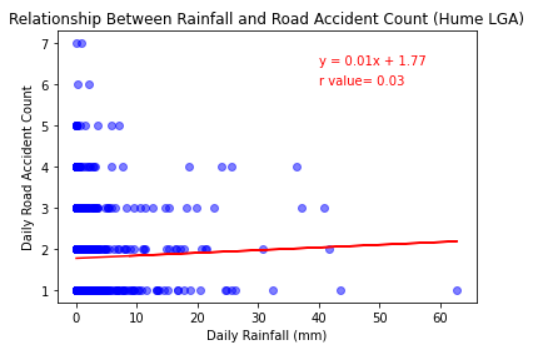 Relationship Between Rainfall and Road Accident Count (Hume LGA)
y = 0.01x + 1.77
r value= 0.03
Daily Road Accident Count
7
6
5
4
3
2
1
0 10 20 30 40 50 60
Daily Rainfall (mm)